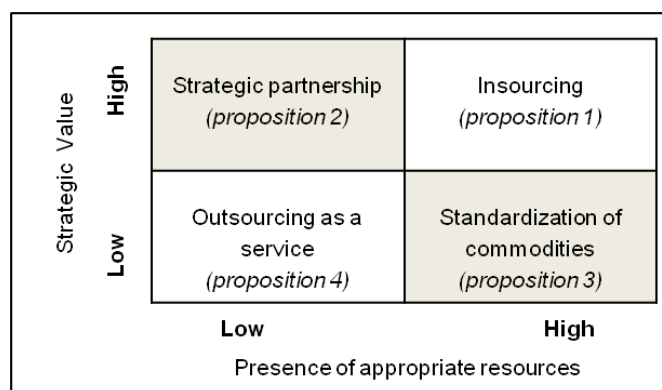 Strategic Value
High
Strategic partnership
(proposition 2)
Insourcing
(proposition 1)
Low
Outsourcing as a
service
(proposition 4)
Standardization of
commodities
(proposition 3)
Low
High
Presence of appropriate resources